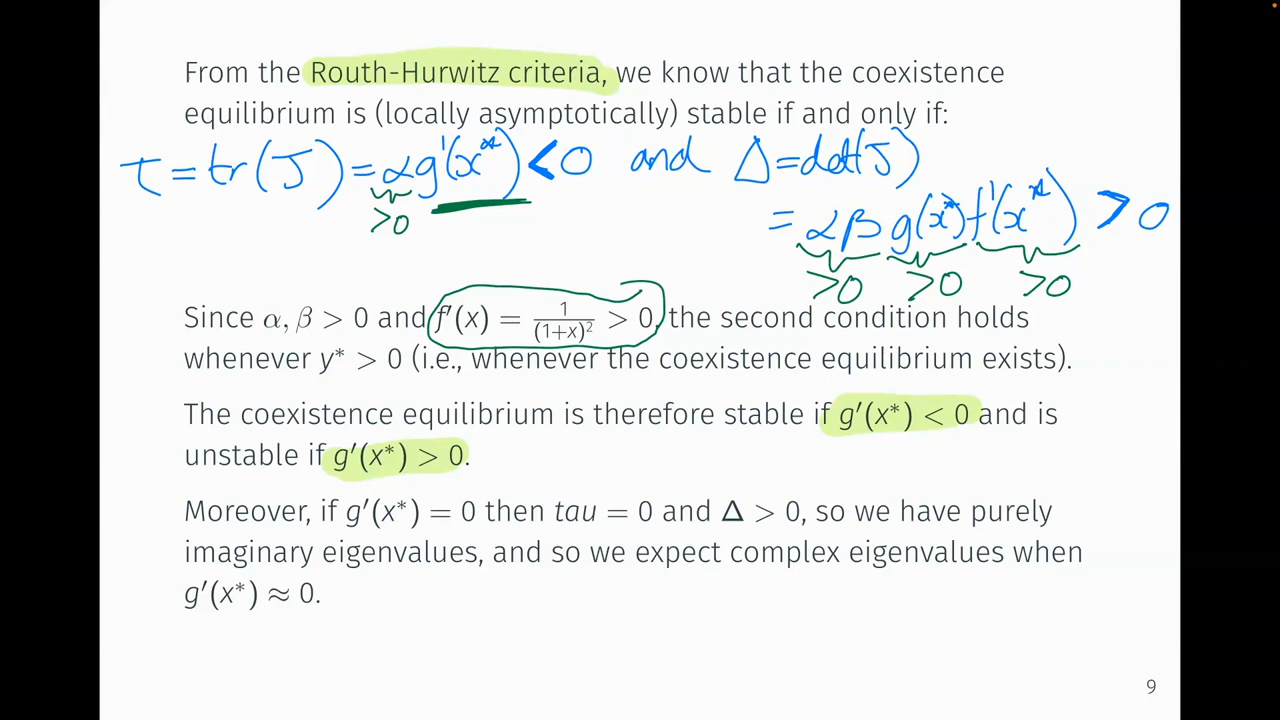 From the Routh-Hurwitz criteria, we know that the coexistence
equilibrium is (locally asymptotically) stable if and only if:
τ = tr(J) = αg'(x*) < 0 and Δ = det(J)
>0
= αβ g(x*) f'(x*) > 0
>0 >0 >0
Since α, β > 0 and f'(x) = 1/(1+x)² > 0, the second condition holds
whenever y* > 0 (i.e., whenever the coexistence equilibrium exists).
The coexistence equilibrium is therefore stable if g′(x*) < 0 and is
unstable if g′(x*) > 0.
Moreover, if g′(x*) = 0 then tau = 0 and Δ > 0, so we have purely
imaginary eigenvalues, and so we expect complex eigenvalues when
g′(x*) ≈ 0.
9